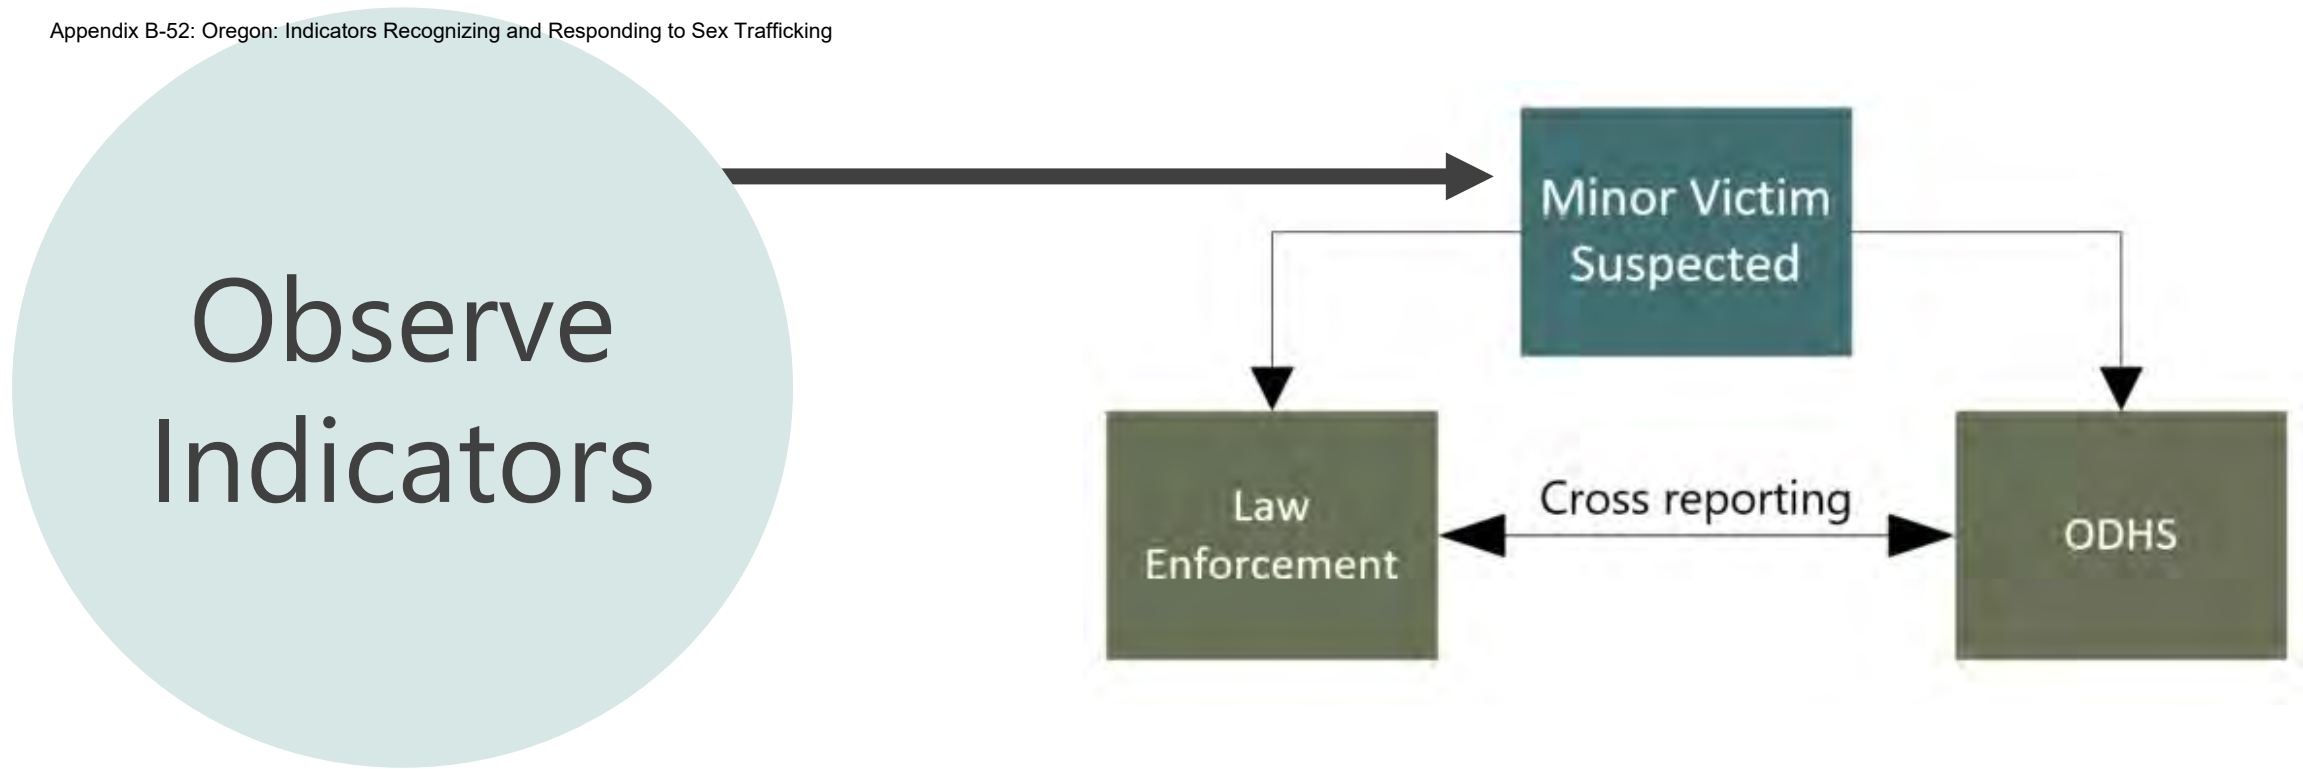 Appendix B-52: Oregon: Indicators Recognizing and Responding to Sex Trafficking
Observe
Indicators
Minor Victim
Suspected
Law
Enforcement
Cross reporting
ODHS